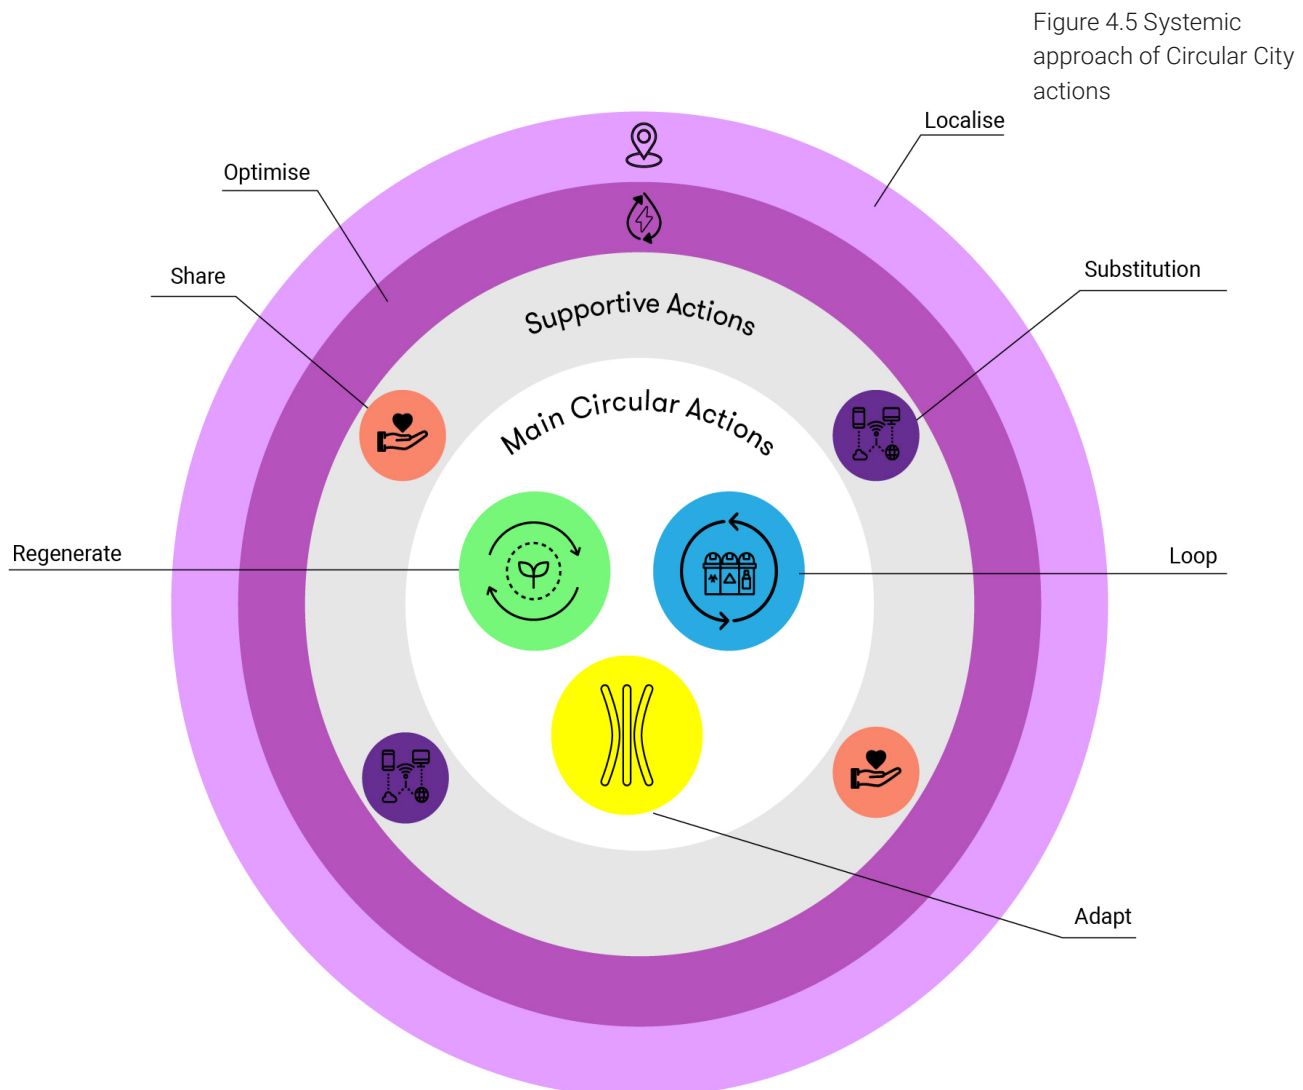 Figure 4.5 Systemic
approach of Circular City
actions
Localise
Optimise
Share
Substitution
Supportive Actions
Main Circular Actions
Regenerate
Loop
Adapt